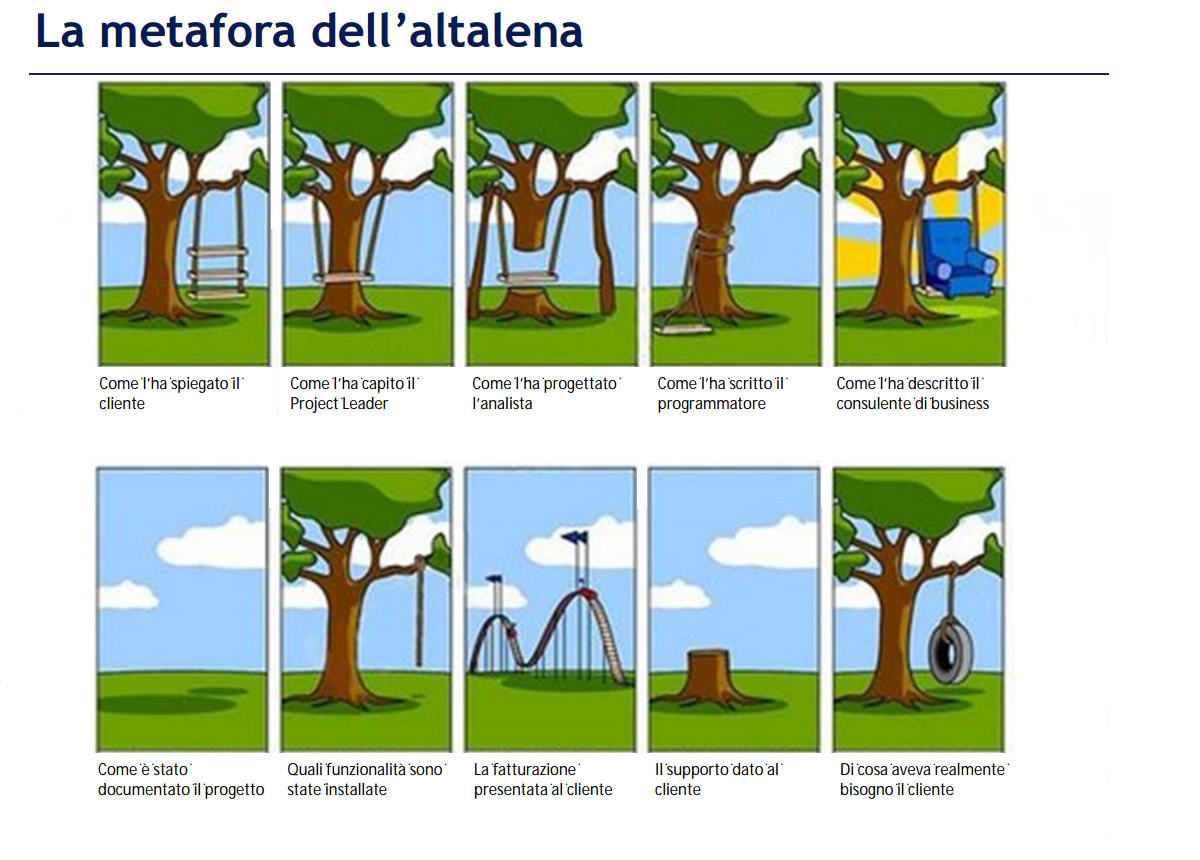 La metafora dell’altalena
Come l’ha spiegato il
cliente
Come l’ha capito il
Project Leader
Come l’ha progettato
l’analista
Come l’ha scritto il
programmatore
Come l’ha descritto il
consulente di business
Come è stato
documentato il progetto
Quali funzionalità sono
state installate
La fatturazione
presentata al cliente
Il supporto dato al
cliente
Di cosa aveva realmente
bisogno il cliente